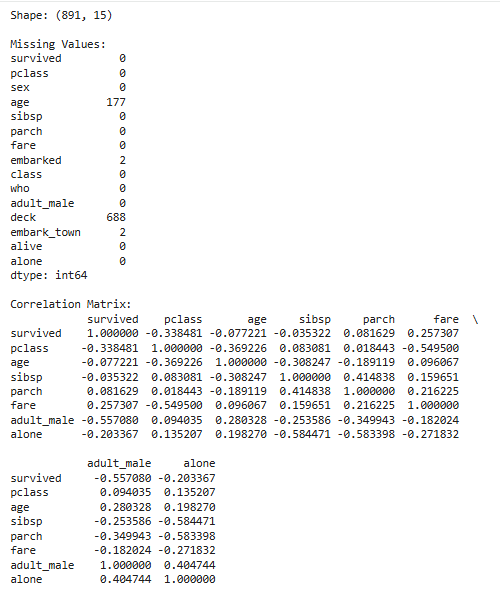 Shape: (891, 15)
Missing Values:
survived 0
pclass 0
sex 0
age 177
sibsp 0
parch 0
fare 0
embarked 2
class 0
who 0
adult_male 0
deck 688
embark_town 2
alive 0
alone 0
dtype: int64
Correlation Matrix:
survived pclass age sibsp parch fare \
survived 1.000000 -0.338481 -0.077221 -0.035322 0.081629 0.257307
pclass -0.338481 1.000000 -0.369226 0.083081 0.018443 -0.549500
age -0.077221 -0.369226 1.000000 -0.308247 -0.189119 0.096067
sibsp -0.035322 0.083081 -0.308247 1.000000 0.414838 0.159651
parch 0.081629 0.018443 -0.189119 0.414838 1.000000 0.216225
fare 0.257307 -0.549500 0.096067 0.159651 0.216225 1.000000
adult_male -0.557080 0.094035 0.280328 -0.253586 -0.349943 -0.182024
alone -0.203367 0.135207 0.198270 -0.584471 -0.583398 -0.271832
adult_male alone
survived -0.557080 -0.203367
pclass 0.094035 0.135207
age 0.280328 0.198270
sibsp -0.253586 -0.584471
parch -0.349943 -0.583398
fare -0.182024 -0.271832
adult_male 1.000000 0.404744
alone 0.404744 1.000000